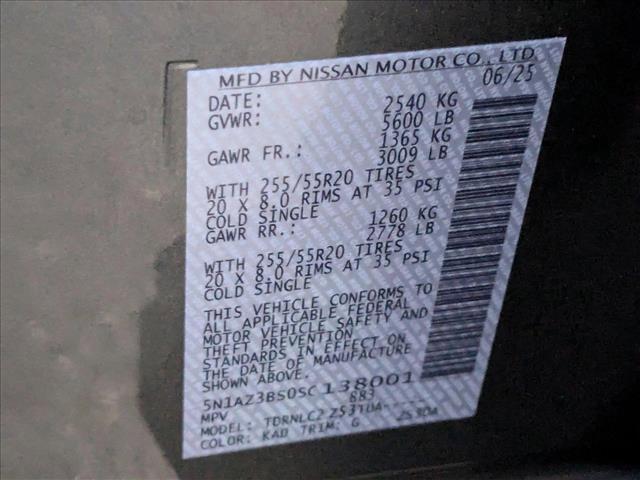 MFD BY NISSAN MOTOR CO., LTD.
DATE: 06/25
GVWR: 2540 KG
5600 LB
GAWR FR.: 1365 KG
3009 LB
WITH 255/55R20 TIRES
20 X 8.0 RIMS AT 35 PSI
COLD SINGLE
GAWR RR.: 1260 KG
2778 LB
WITH 255/55R20 TIRES
20 X 8.0 RIMS AT 35 PSI
COLD SINGLE
THIS VEHICLE CONFORMS TO
ALL APPLICABLE FEDERAL
MOTOR VEHICLE SAFETY AND
THEFT PREVENTION
STANDARDS IN EFFECT ON
THE DATE OF MANUFACTURE
SHOWN ABOVE.
5N1AZ3BS0SC138001
MPV 883
MODEL: TDRNLC2 Z53TUA-----
COLOR: KAD TRIM: G Z53DA